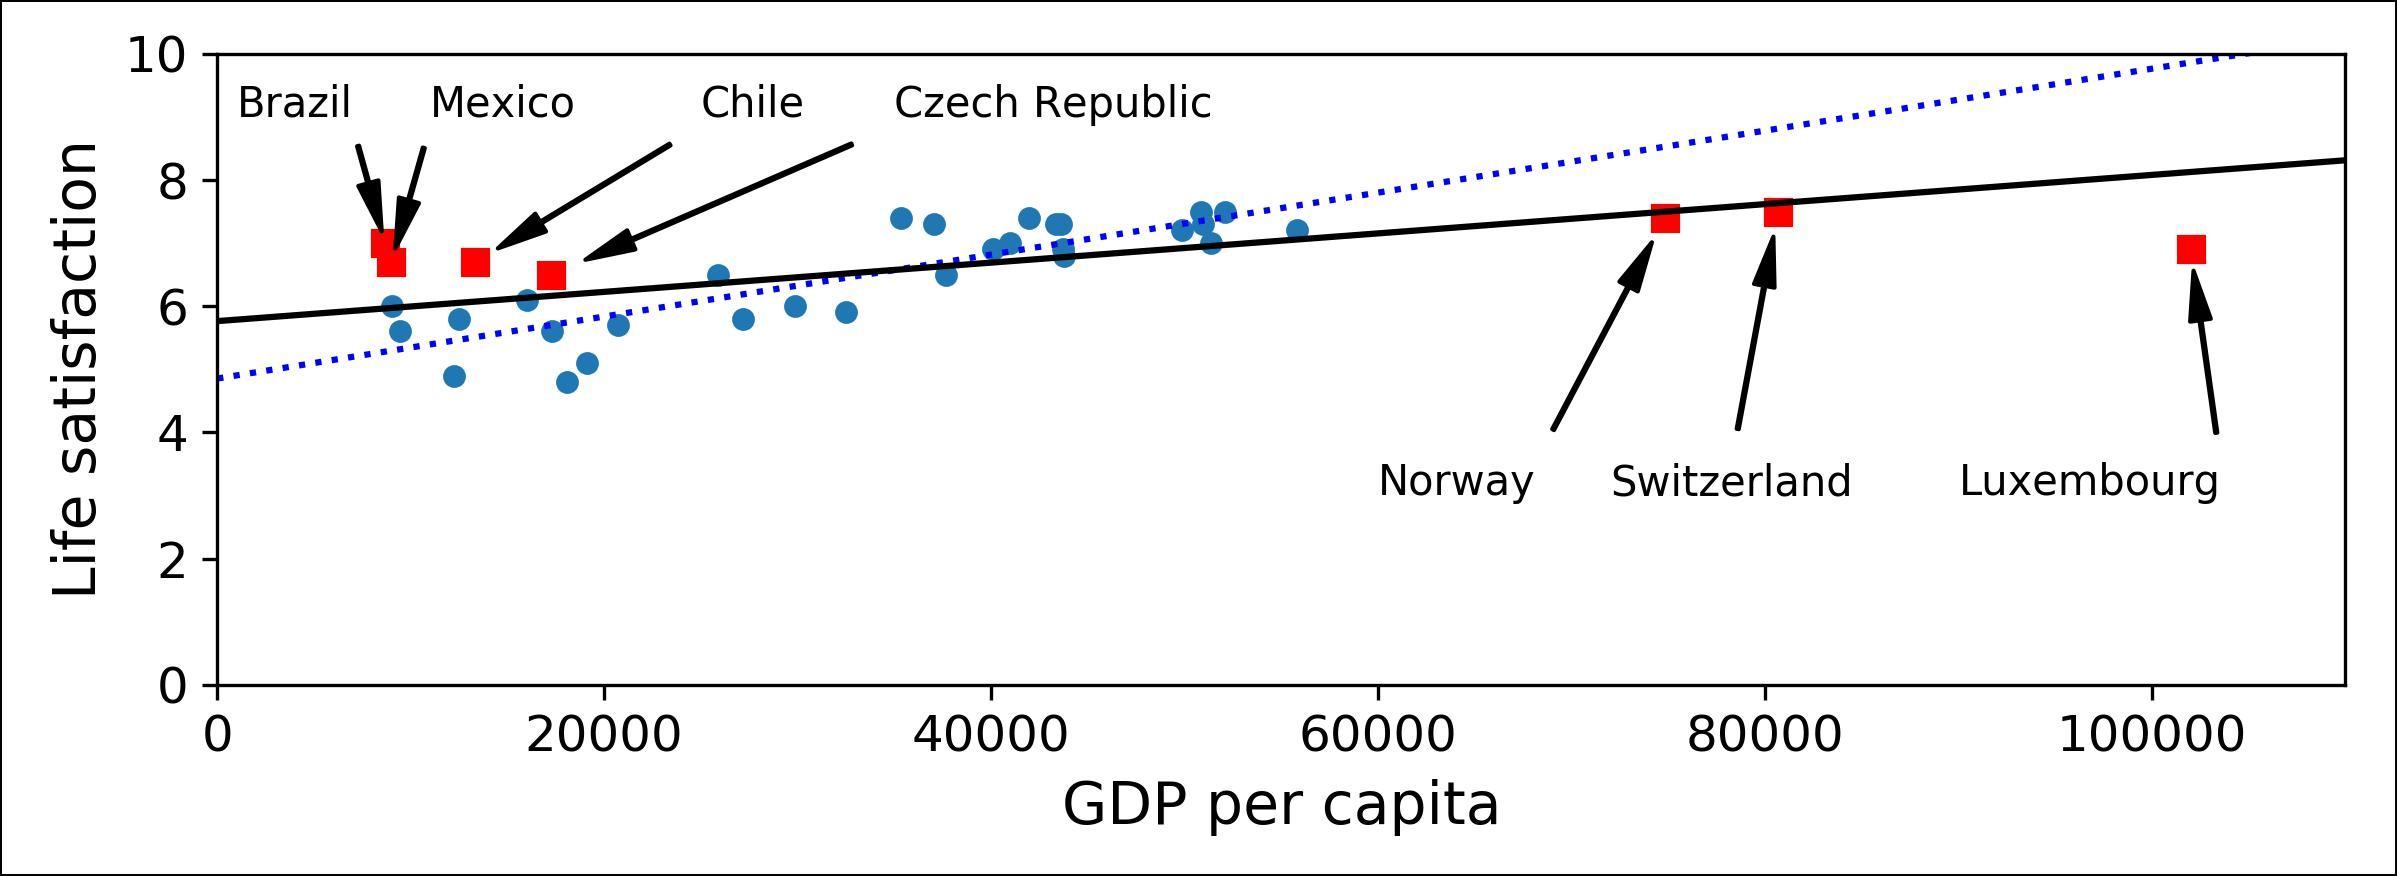 10
Brazil Mexico Chile Czech Republic
8
6
4
2
0
Life satisfaction
Norway Switzerland Luxembourg
0 20000 40000 60000 80000 100000
GDP per capita